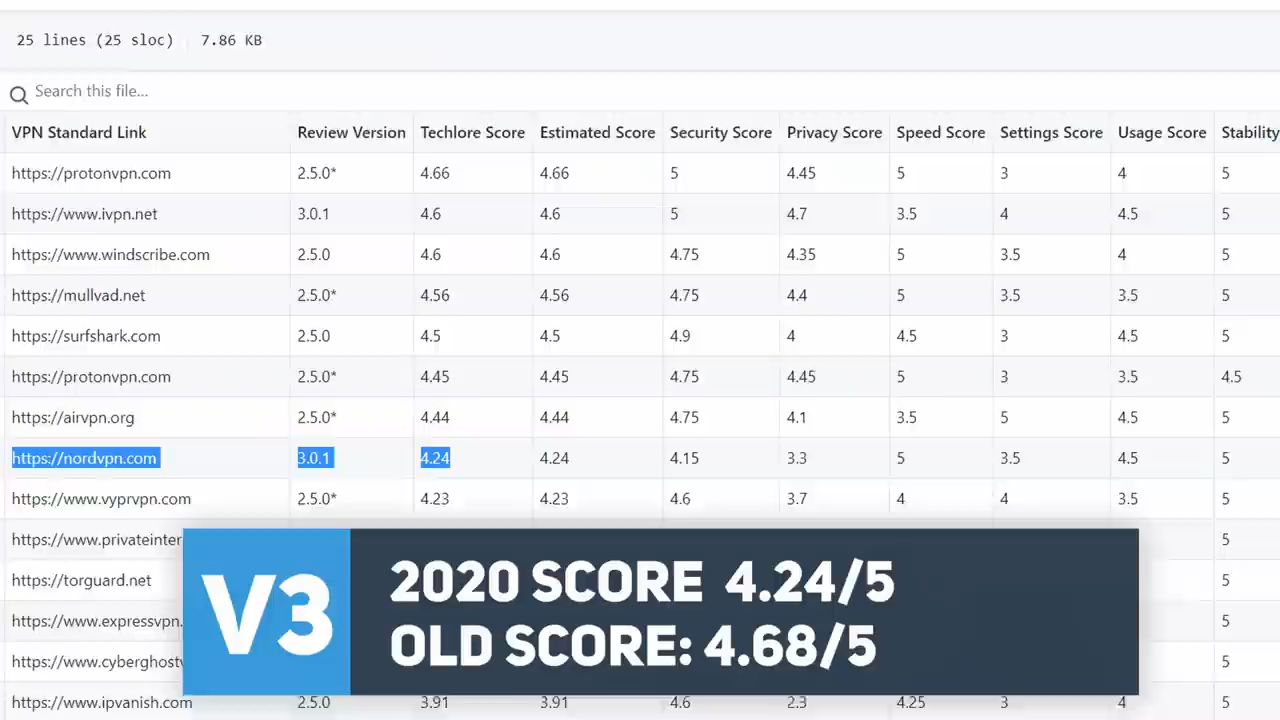 25 lines (25 sloc) 7.86 KB
Search this file...
VPN Standard Link Review Version Techlore Score Estimated Score Security Score Privacy Score Speed Score Settings Score Usage Score Stability
https://protonvpn.com 2.5.0* 4.66 4.66 5 4.45 5 3 4 5
https://www.ivpn.net 3.0.1 4.6 4.6 5 4.7 3.5 4 4.5 5
https://www.windscribe.com 2.5.0 4.6 4.6 4.75 4.35 5 3.5 4 5
https://mullvad.net 2.5.0* 4.56 4.56 4.75 4.4 5 3.5 3.5 5
https://surfshark.com 2.5.0 4.5 4.5 4.9 4 4.5 3 4.5 5
https://protonvpn.com 2.5.0* 4.45 4.45 4.75 4.45 5 3 3.5 4.5
https://airvpn.org 2.5.0* 4.44 4.44 4.75 4.1 3.5 5 4.5 5
https://nordvpn.com 3.0.1 4.24 4.24 4.15 3.3 5 3.5 4.5 5
https://www.vyprvpn.com 2.5.0* 4.23 4.23 4.6 3.7 4 4 3.5 5
https://www.privateinter 5
https://torguard.net 5
https://www.expressvpn. 5
https://www.cyberghostv 5
https://www.ipvanish.com 2.5.0 3.91 3.91 4.6 2.3 4.25 3 4 5
V3
2020 SCORE 4.24/5
OLD SCORE: 4.68/5